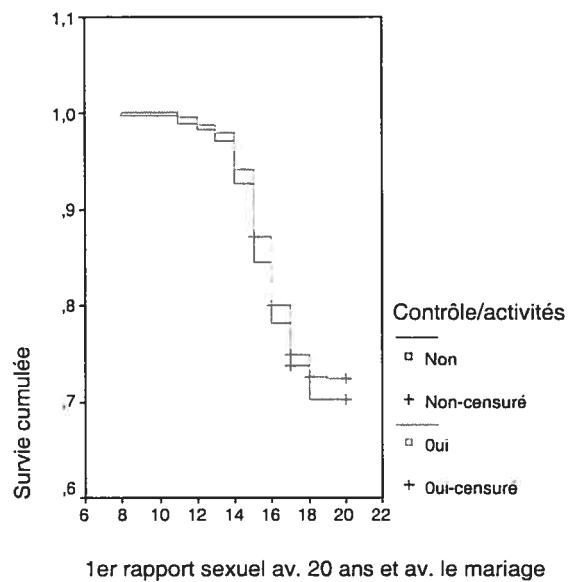 1,1
1,0
,9
,8
,7
,6
Survie cumulée
6 8 10 12 14 16 18 20 22
1er rapport sexuel av. 20 ans et av. le mariage
Contrôle/activités
Non
Non-censuré
Oui
Oui-censuré